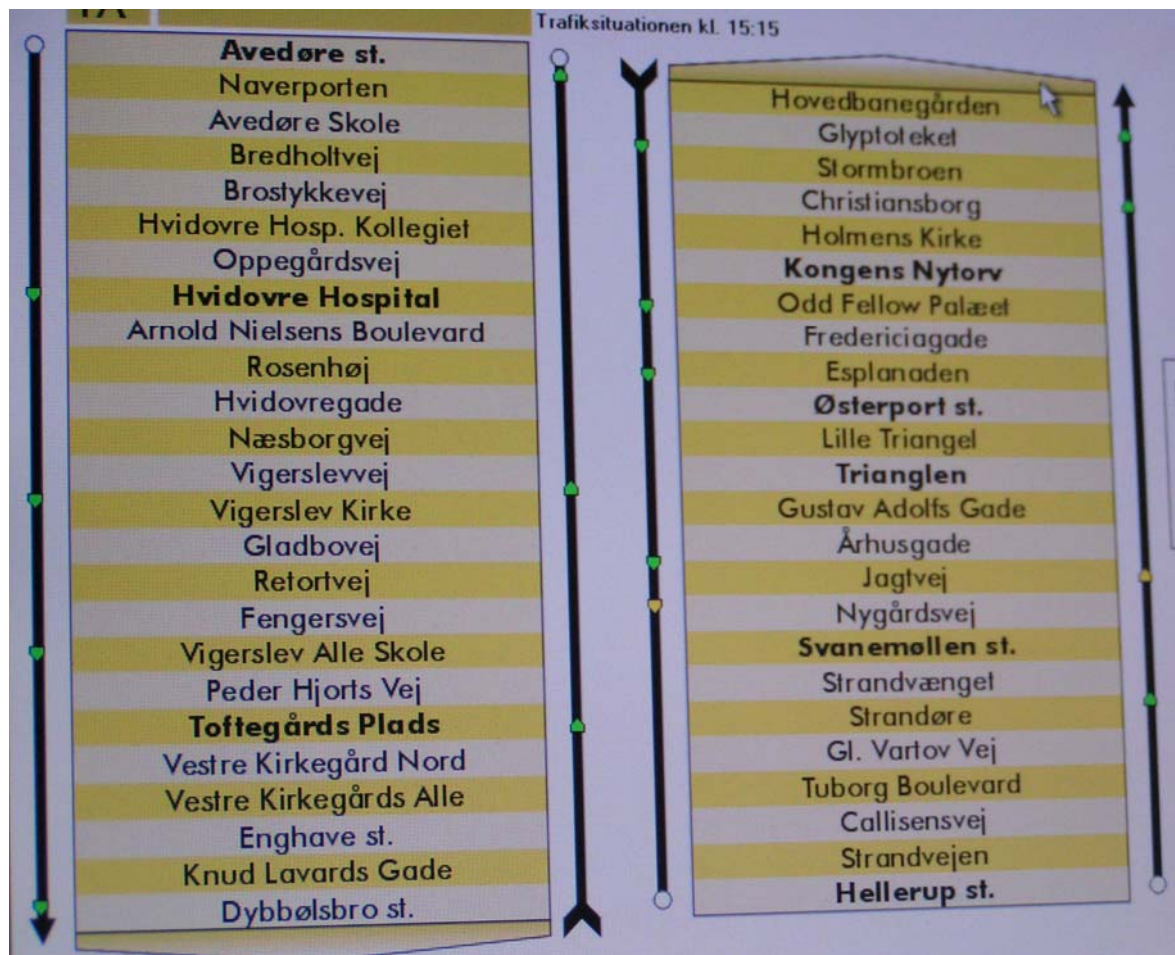 1A
Trafiksituationen kl. 15:15
Avedøre st.
Naverporten
Avedøre Skole
Bredholtvej
Brostykkevej
Hvidovre Hosp. Kollegiet
Oppegårdsvej
Hvidovre Hospital
Arnold Nielsens Boulevard
Rosenhøj
Hvidovregade
Næsborgvej
Vigerslevvej
Vigerslev Kirke
Gladbovej
Retortvej
Fengersvej
Vigerslev Alle Skole
Peder Hjorts Vej
Toftegårds Plads
Vestre Kirkegård Nord
Vestre Kirkegårds Alle
Enghave st.
Knud Lavards Gade
Dybbølsbro st.
Hovedbanegården
Glyptoteket
Stormbroen
Christiansborg
Holmens Kirke
Kongens Nytorv
Odd Fellow Palæet
Fredericiagade
Esplanaden
Østerport st.
Lille Triangel
Trianglen
Gustav Adolfs Gade
Århusgade
Jagtvej
Nygårdsvej
Svanemøllen st.
Strandvænget
Strandøre
Gl. Vartov Vej
Tuborg Boulevard
Callisensvej
Strandvejen
Hellerup st.